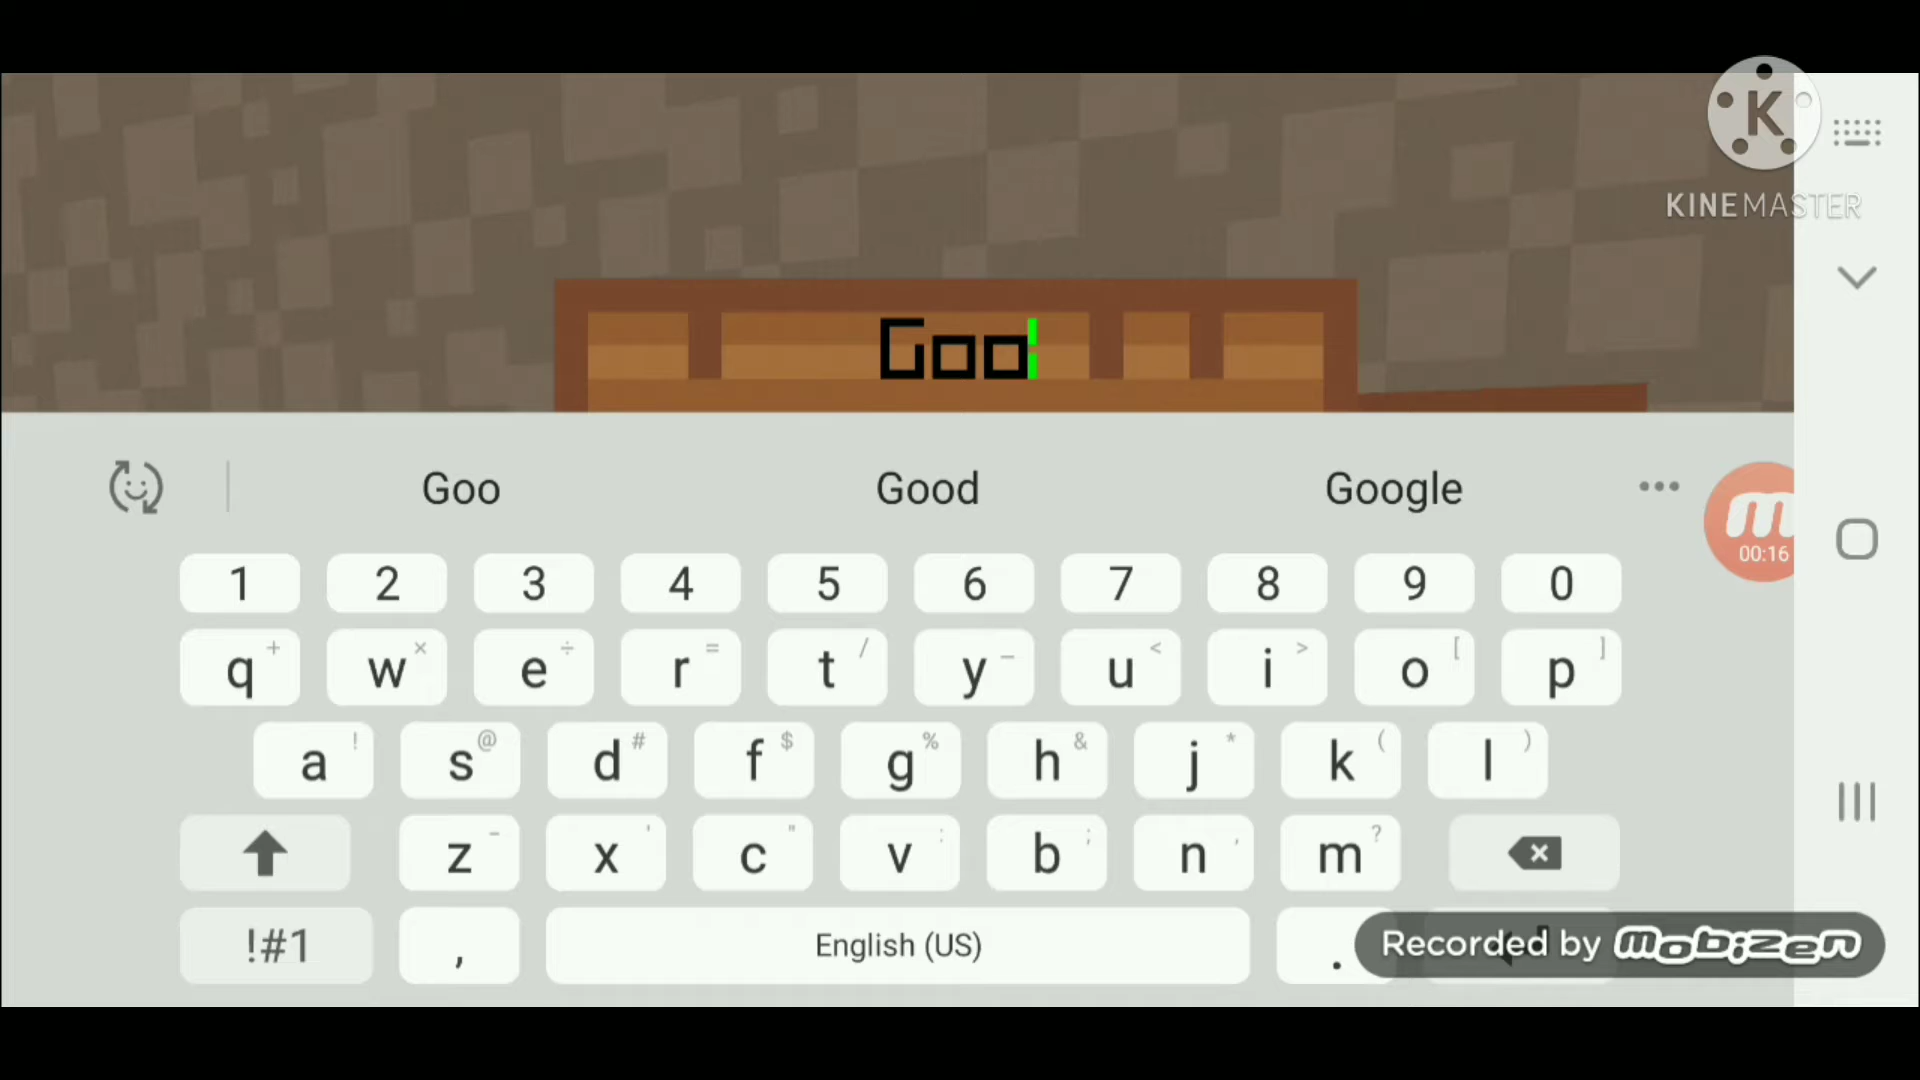 K
KINEMASTER
Goo
Goo Good Google
m
00:16
1 2 3 4 5 6 7 8 9 0
q + w × e ÷ r = t / y _ u < i > o [ p ]
a ! s @ d # f $ g % h & j * k ( l )
z - x ' c " v : b ; n , m ?
!#1 , English (US) .
Recorded by mobizen